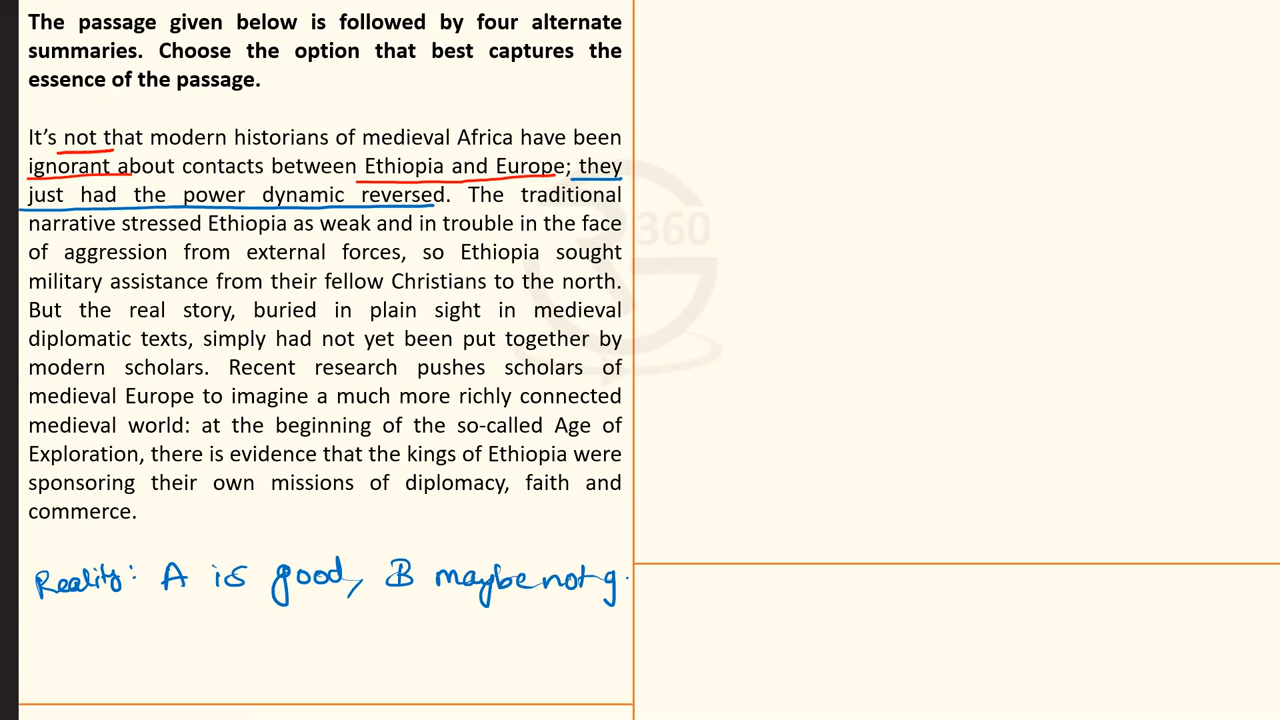 The passage given below is followed by four alternate
summaries. Choose the option that best captures the
essence of the passage.
It's not that modern historians of medieval Africa have been
ignorant about contacts between Ethiopia and Europe; they
just had the power dynamic reversed. The traditional
narrative stressed Ethiopia as weak and in trouble in the face
of aggression from external forces, so Ethiopia sought
military assistance from their fellow Christians to the north.
But the real story, buried in plain sight in medieval
diplomatic texts, simply had not yet been put together by
modern scholars. Recent research pushes scholars of
medieval Europe to imagine a much more richly connected
medieval world: at the beginning of the so-called Age of
Exploration, there is evidence that the kings of Ethiopia were
sponsoring their own missions of diplomacy, faith and
commerce.
Reality: A is good, B maybe not g
360